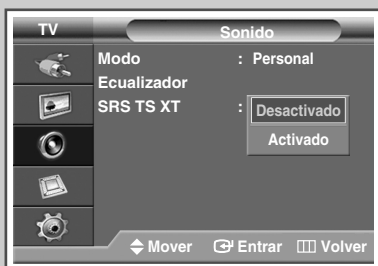 TV
Sonido
Modo : Personal
Ecualizador
SRS TS XT :
Desactivado
Activado
Mover Entrar Volver